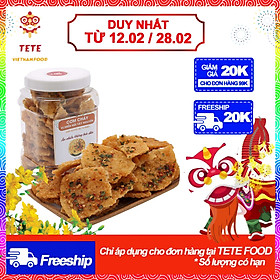 TETE
VIETNAMFOOD
DUY NHẤT
TỪ 12.02 / 28.02
GIẢM
GIÁ
20K
CHO ĐƠN HÀNG 99K
FREESHIP
20K
CƠM CHÁY
Freeship
Chỉ áp dụng cho đơn hàng tại TETE FOOD
* Số lượng có hạn